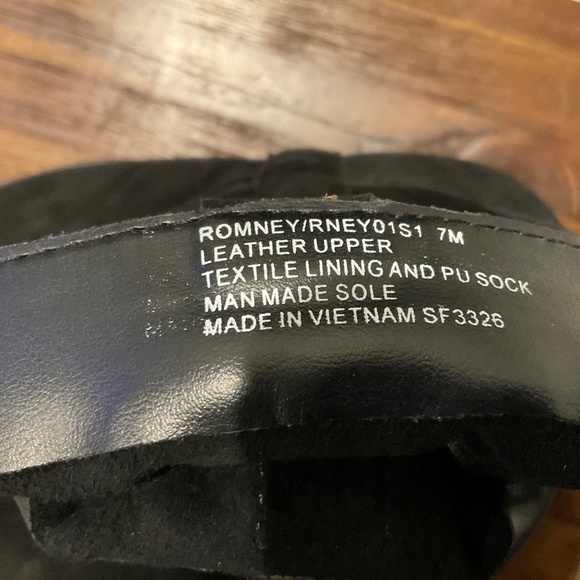 ROMNEY/RNEY01S1 7M
LEATHER UPPER
TEXTILE LINING AND PU SOCK
MAN MADE SOLE
MADE IN VIETNAM SF3326